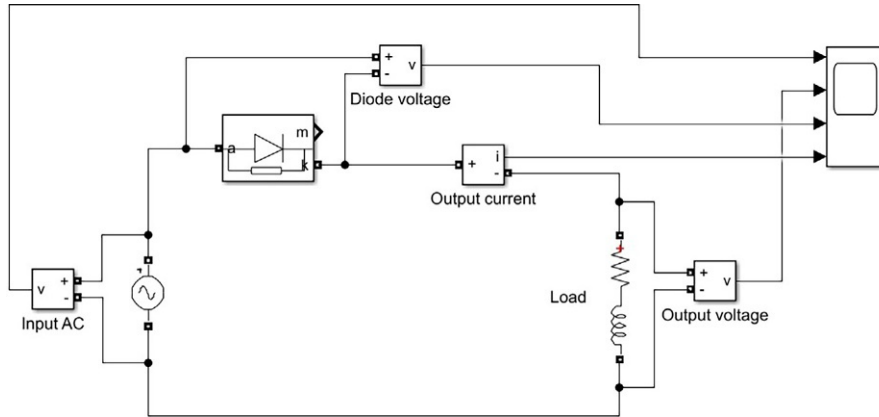 +
-
v
Diode voltage
m
a
k
+
i
-
Output current
v
+
-
Input AC
+
Load
+
-
v
Output voltage